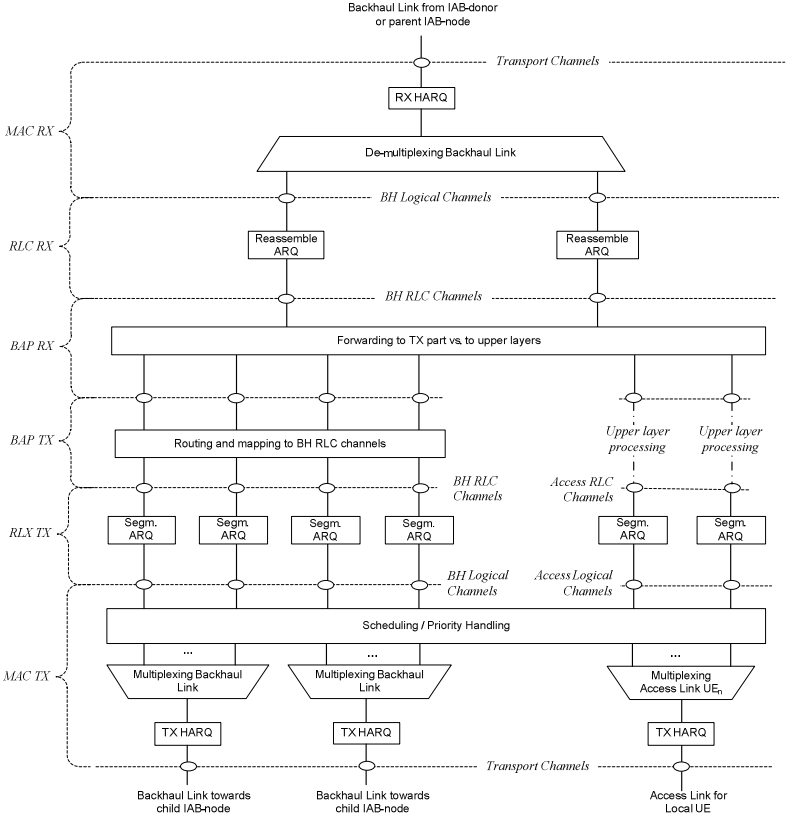 Backhaul Link from IAB-donor
or parent IAB-node
Transport Channels
RX HARQ
MAC RX
De-multiplexing Backhaul Link
BH Logical Channels
RLC RX
Reassemble
ARQ
Reassemble
ARQ
BH RLC Channels
BAP RX
Forwarding to TX part vs. to upper layers
BAP TX
Routing and mapping to BH RLC channels
Upper layer
processing
Upper layer
processing
BH RLC
Channels
Access RLC
Channels
RLX TX
Segm.
ARQ
Segm.
ARQ
Segm.
ARQ
Segm.
ARQ
Segm.
ARQ
Segm.
ARQ
BH Logical
Channels
Access Logical
Channels
Scheduling / Priority Handling
...
...
...
MAC TX
Multiplexing Backhaul
Link
Multiplexing Backhaul
Link
Multiplexing
Access Link UEn
TX HARQ
TX HARQ
TX HARQ
Transport Channels
Backhaul Link towards
child IAB-node
Backhaul Link towards
child IAB-node
Access Link for
Local UE